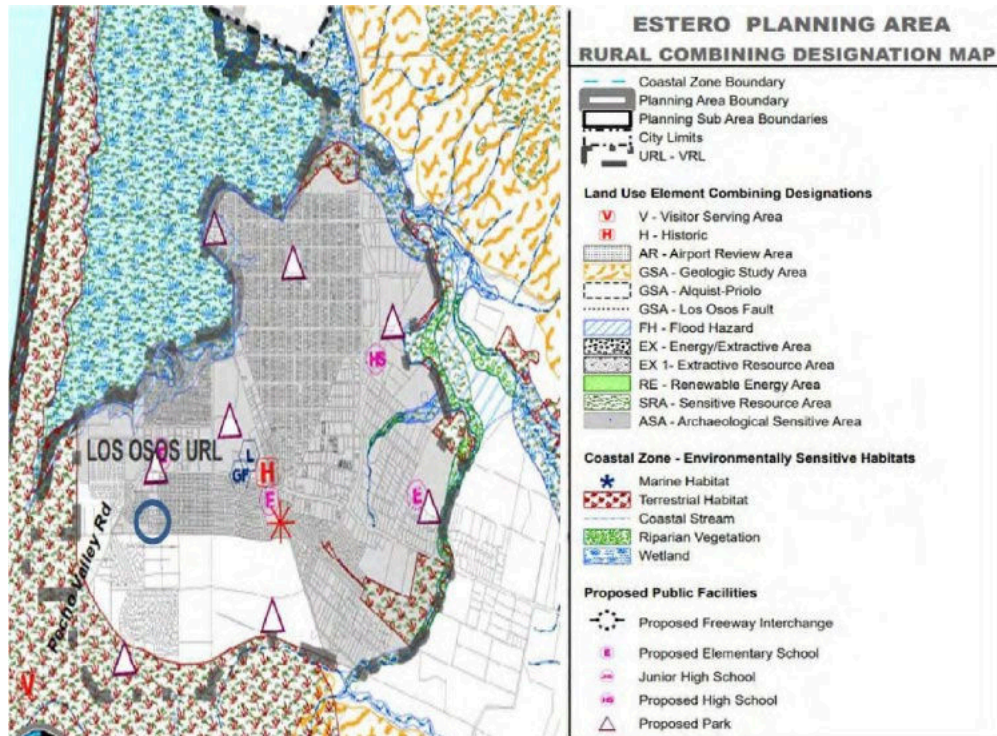 ESTERO PLANNING AREA
RURAL COMBINING DESIGNATION MAP
Coastal Zone Boundary
Planning Area Boundary
Planning Sub Area Boundaries
City Limits
URL - VRL
Land Use Element Combining Designations
V V - Visitor Serving Area
H H - Historic
AR - Airport Review Area
GSA - Geologic Study Area
GSA - Alquist-Priolo
GSA - Los Osos Fault
FH - Flood Hazard
EX - Energy/Extractive Area
EX 1- Extractive Resource Area
RE - Renewable Energy Area
SRA - Sensitive Resource Area
ASA - Archaeological Sensitive Area
Coastal Zone - Environmentally Sensitive Habitats
Marine Habitat
Terrestrial Habitat
Coastal Stream
Riparian Vegetation
Wetland
Proposed Public Facilities
Proposed Freeway Interchange
E Proposed Elementary School
Junior High School
HS Proposed High School
Proposed Park
HS
LOS OSOS URL
L
GF
H
E
Pecho Valley Rd
V